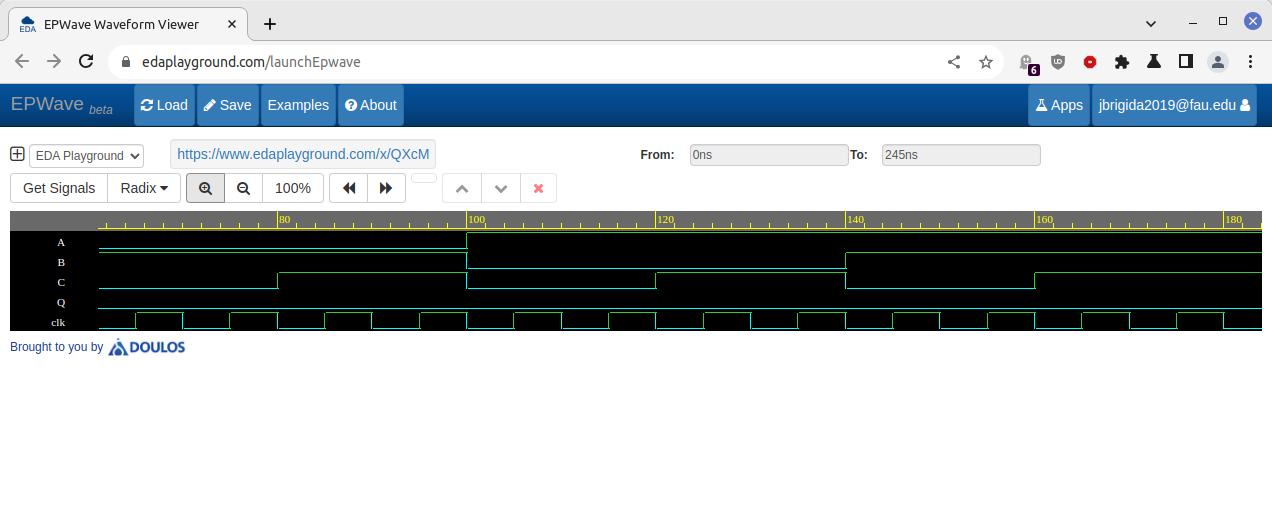 EDA EPWave Waveform Viewer
edaplayground.com/launchEpwave 6 UD
EPWave beta Load Save Examples About Apps jbrigida2019@fau.edu
EDA Playground https://www.edaplayground.com/x/QXcM From: 0ns To: 245ns
Get Signals Radix 100%
80 100 120 140 160 180
A
B
C
Q
clk
Brought to you by DOULOS